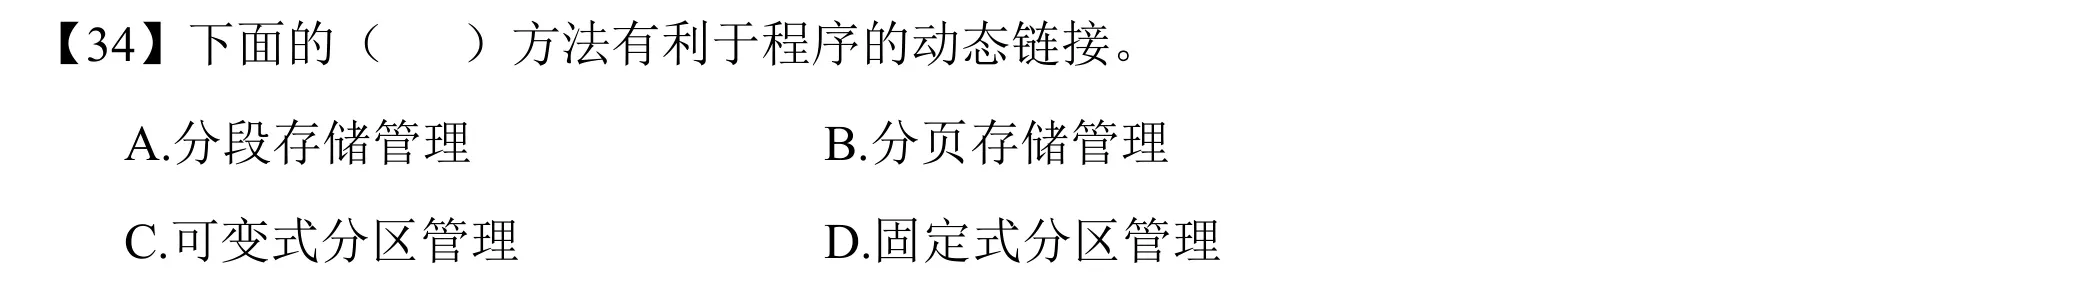 【34】下面的（ ）方法有利于程序的动态链接。
A.分段存储管理 B.分页存储管理
C.可变式分区管理 D.固定式分区管理